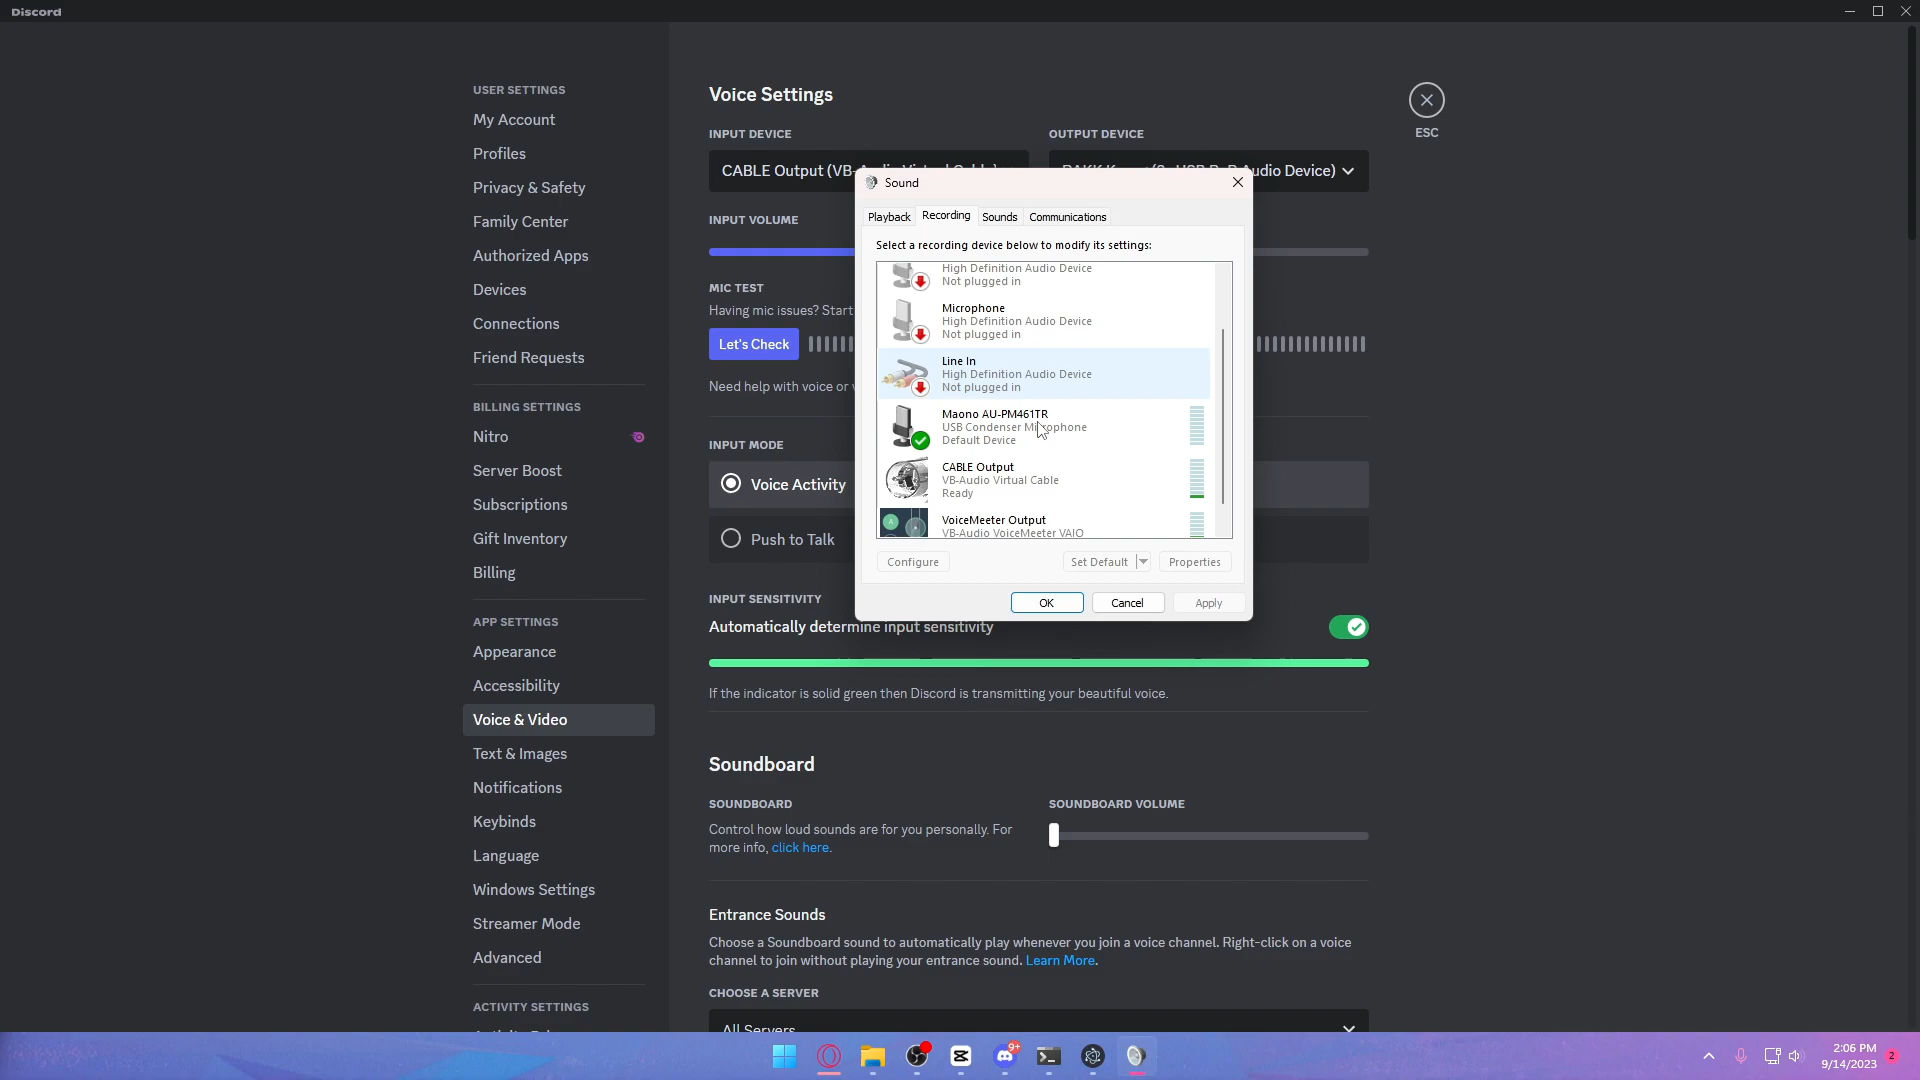 Discord
USER SETTINGS
My Account
Profiles
Privacy & Safety
Family Center
Authorized Apps
Devices
Connections
Friend Requests
BILLING SETTINGS
Nitro
Server Boost
Subscriptions
Gift Inventory
Billing
APP SETTINGS
Appearance
Accessibility
Voice & Video
Text & Images
Notifications
Keybinds
Language
Windows Settings
Streamer Mode
Advanced
ACTIVITY SETTINGS
Voice Settings
ESC
INPUT DEVICE
OUTPUT DEVICE
CABLE Output (VB-
Audio Device)
INPUT VOLUME
MIC TEST
Having mic issues? Start
Let's Check
Need help with voice or
INPUT MODE
Voice Activity
Push to Talk
INPUT SENSITIVITY
Automatically determine input sensitivity
If the indicator is solid green then Discord is transmitting your beautiful voice.
Soundboard
SOUNDBOARD
SOUNDBOARD VOLUME
Control how loud sounds are for you personally. For
more info, click here.
Entrance Sounds
Choose a Soundboard sound to automatically play whenever you join a voice channel. Right-click on a voice
channel to join without playing your entrance sound. Learn More.
CHOOSE A SERVER
All Servers
Sound
Playback
Recording
Sounds
Communications
Select a recording device below to modify its settings:
High Definition Audio Device
Not plugged in
Microphone
High Definition Audio Device
Not plugged in
Line In
High Definition Audio Device
Not plugged in
Maono AU-PM461TR
USB Condenser Microphone
Default Device
CABLE Output
VB-Audio Virtual Cable
Ready
VoiceMeeter Output
VB-Audio VoiceMeeter VAIO
Configure
Set Default
Properties
OK
Cancel
Apply
9+
2:06 PM
9/14/2023
2